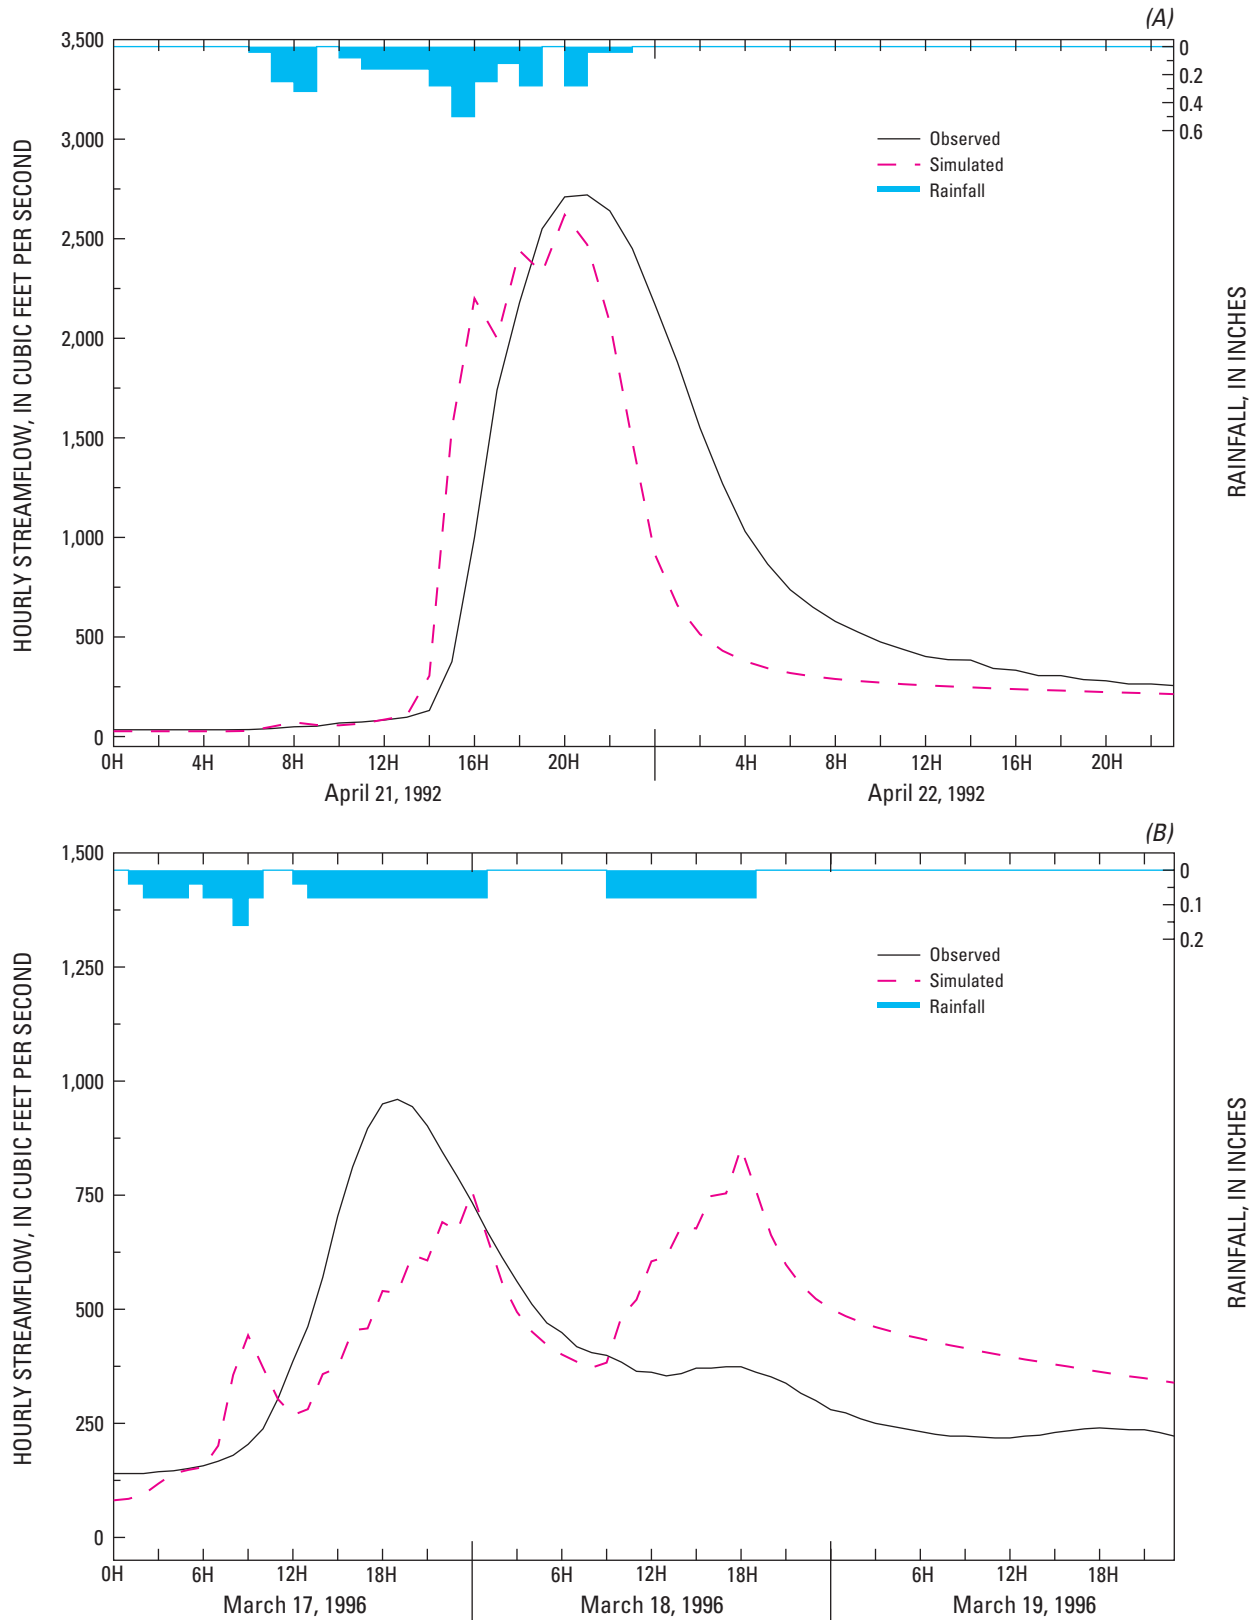 (A)
3,500
3,000
2,500
2,000
1,500
1,000
500
0
HOURLY STREAMFLOW, IN CUBIC FEET PER SECOND
0
0.2
0.4
0.6
RAINFALL, IN INCHES
Observed
Simulated
Rainfall
0H 4H 8H 12H 16H 20H 4H 8H 12H 16H 20H
April 21, 1992 April 22, 1992
(B)
1,500
1,250
1,000
750
500
250
0
HOURLY STREAMFLOW, IN CUBIC FEET PER SECOND
0
0.1
0.2
RAINFALL, IN INCHES
Observed
Simulated
Rainfall
0H 6H 12H 18H 6H 12H 18H 6H 12H 18H
March 17, 1996 March 18, 1996 March 19, 1996